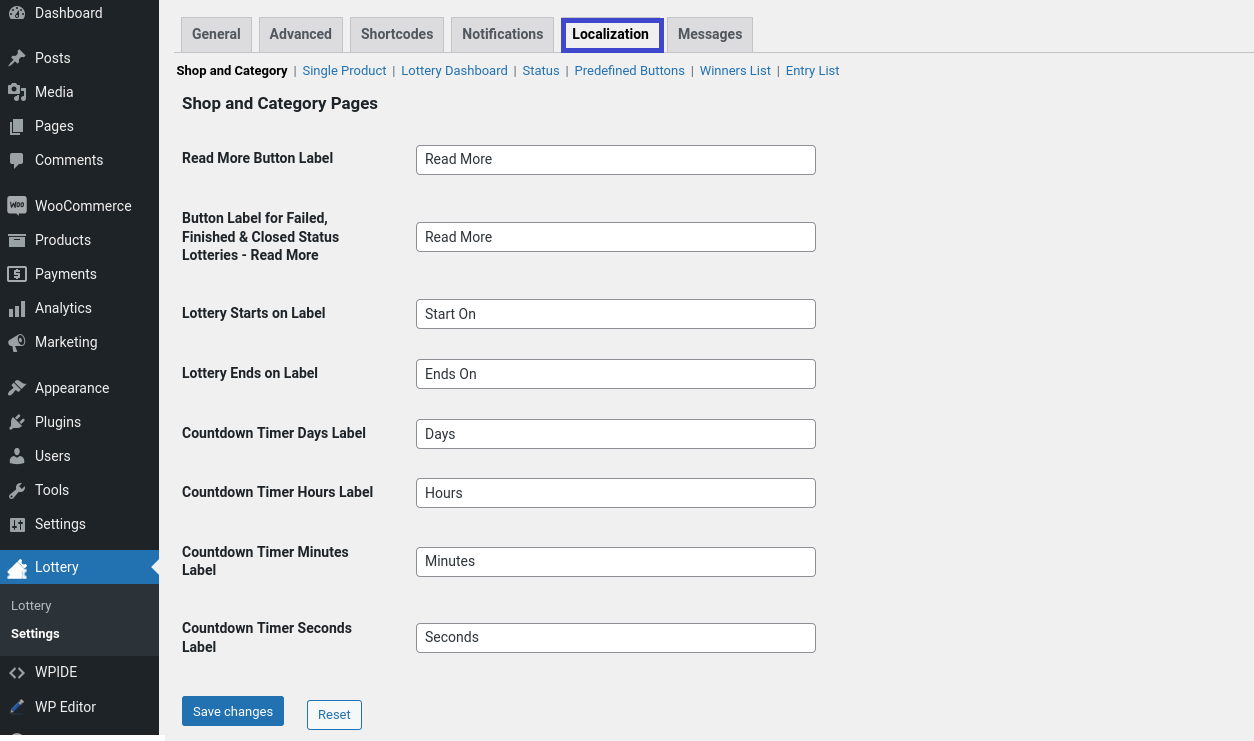 Dashboard
Posts
Media
Pages
Comments
WOO WooCommerce
Products
Payments
Analytics
Marketing
Appearance
Plugins
Users
Tools
Settings
Lottery
Lottery
Settings
WPIDE
WP Editor
General Advanced Shortcodes Notifications Localization Messages
Shop and Category | Single Product | Lottery Dashboard | Status | Predefined Buttons | Winners List | Entry List
Shop and Category Pages
Read More Button Label Read More
Button Label for Failed,
Finished & Closed Status
Lotteries - Read More
Read More
Lottery Starts on Label Start On
Lottery Ends on Label Ends On
Countdown Timer Days Label Days
Countdown Timer Hours Label Hours
Countdown Timer Minutes
Label
Minutes
Countdown Timer Seconds
Label
Seconds
Save changes Reset